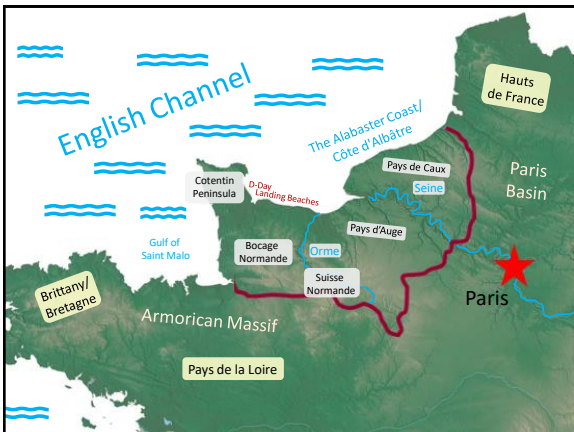 English Channel
The Alabaster Coast/
Côte d'Albâtre
Hauts
de France
Paris
Basin
Pays de Caux
Seine
Cotentin
Peninsula
D-Day
Landing Beaches
Pays d'Auge
Gulf of
Saint Malo
Bocage
Normande
Orme
Suisse
Normande
Paris
Brittany/
Bretagne
Armorican Massif
Pays de la Loire